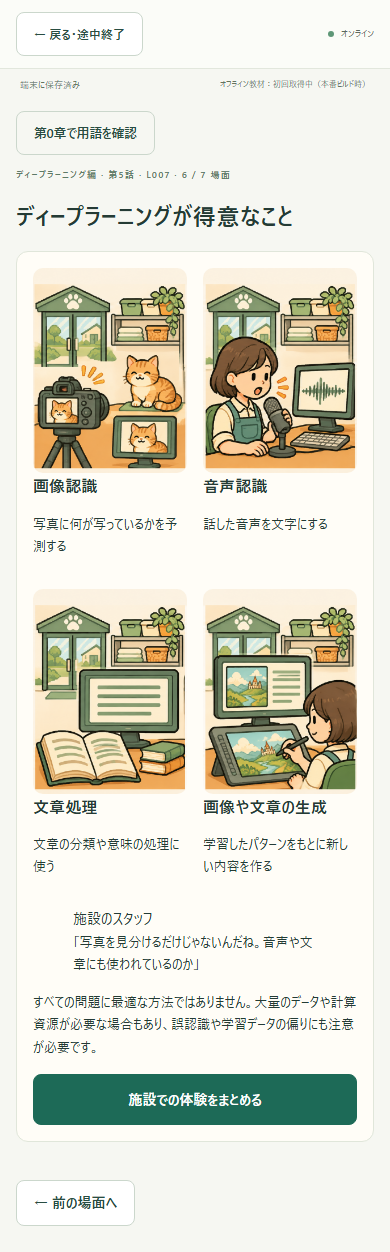 ← 戻る・途中終了
オンライン
端末に保存済み
オフライン教材：初回取得中（本番ビルド時）
第0章で用語を確認
ディープラーニング編 · 第5話 · L007 · 6 / 7 場面
ディープラーニングが得意なこと
画像認識
写真に何が写っているかを予
測する
音声認識
話した音声を文字にする
文章処理
文章の分類や意味の処理に
使う
画像や文章の生成
学習したパターンをもとに新し
い内容を作る
施設のスタッフ
「写真を見分けるだけじゃないんだね。音声や文
章にも使われているのか」
すべての問題に最適な方法ではありません。大量のデータや計算
資源が必要な場合もあり、誤認識や学習データの偏りにも注意
が必要です。
施設での体験をまとめる
← 前の場面へ